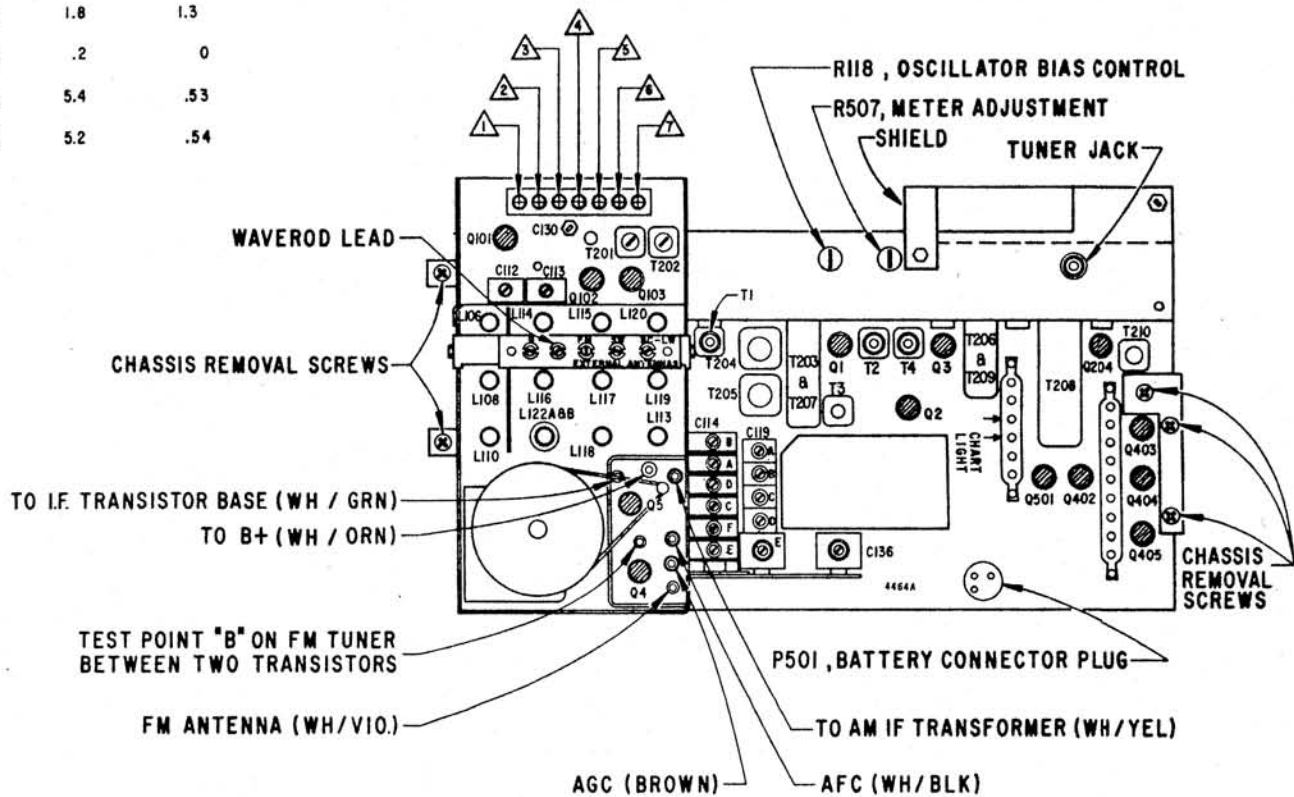 1.8 1.3
.2 0
5.4 .53
5.2 .54
1
2
3
4
5
6
7
R118, OSCILLATOR BIAS CONTROL
R507, METER ADJUSTMENT
SHIELD
TUNER JACK
WAVEROD LEAD
Q101
C130
T201
T202
C112
C113
Q102
Q103
L106
L114
L115
L120
EXTERNAL ANTENNAS
CHASSIS REMOVAL SCREWS
L108
L116
L117
L119
L122A&B
L113
L110
L118
T1
T204
T205
T203
&
T207
Q1
T2
T4
Q3
T3
Q2
T206
&
T209
T208
Q204
T210
CHART
LIGHT
C114
B
A
D
C
F
E
C119
A
B
C
D
E
C136
Q501
Q402
Q403
Q404
Q405
4464A
Q5
Q4
TO I.F. TRANSISTOR BASE (WH / GRN)
TO B+ (WH / ORN)
CHASSIS
REMOVAL
SCREWS
TEST POINT "B" ON FM TUNER
BETWEEN TWO TRANSISTORS
P501, BATTERY CONNECTOR PLUG
FM ANTENNA (WH/VIO.)
TO AM IF TRANSFORMER (WH/YEL)
AGC (BROWN)
AFC (WH/BLK)